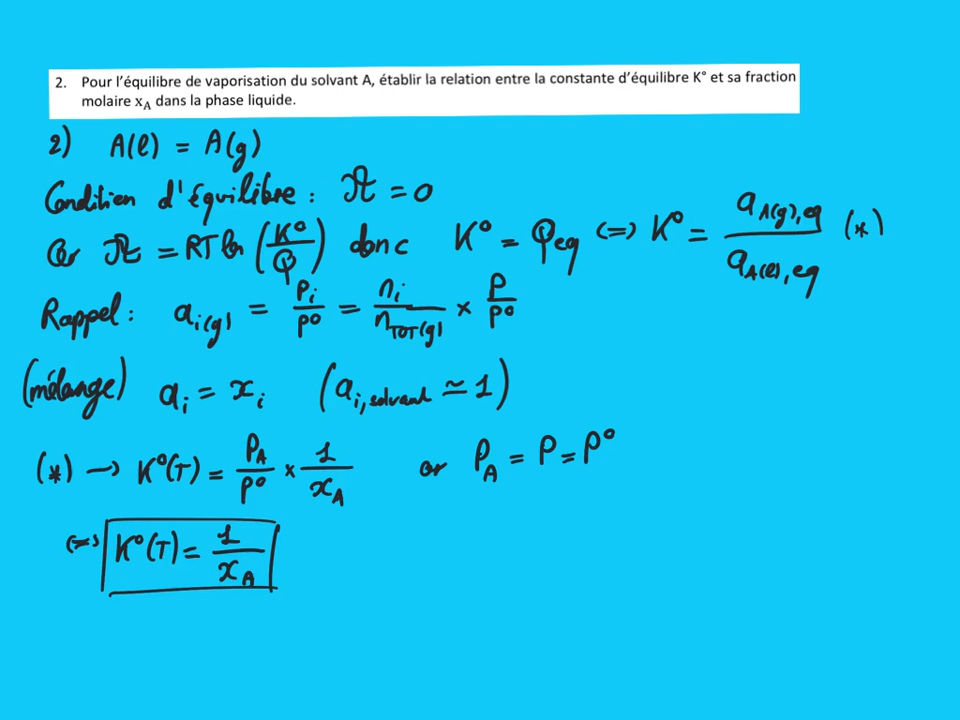 2. Pour l'équilibre de vaporisation du solvant A, établir la relation entre la constante d'équilibre K° et sa fraction
molaire x_A dans la phase liquide.
2) A(l) = A(g)
Condition d'Équilibre : 𝒜 = 0
Or 𝒜 = RT ln (K°/Q) donc K° = Qeq (=) K° = a_A(g),eq / a_A(l),eq (*)
Rappel : a_i(g) = P_i/P° = n_i/n_TOT(g) × P/P°
(mélange) a_i = x_i (a_i,solvant ≃ 1)
(*) → K°(T) = P_A/P° × 1/x_A or P_A = P = P°
(=) K°(T) = 1/x_A